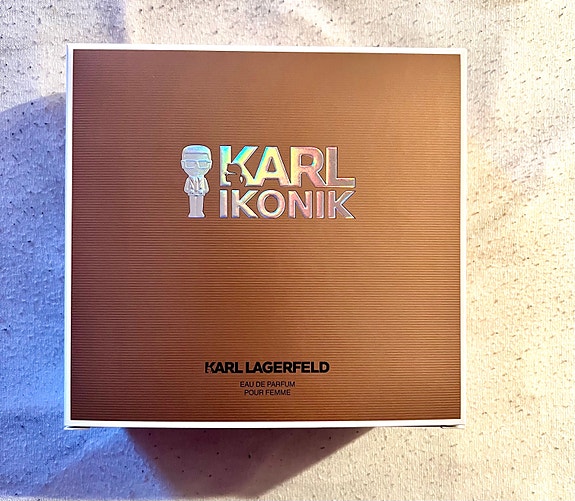 KARL
IKONIK
KARL LAGERFELD
EAU DE PARFUM
POUR FEMME